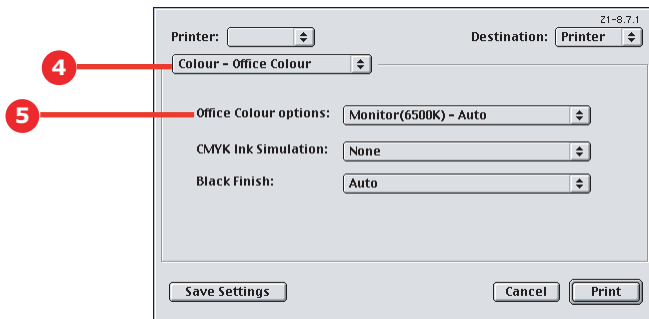 Z1-8.7.1
Printer: Destination: Printer
4 Colour - Office Colour
5 Office Colour options: Monitor(6500K) - Auto
CMYK Ink Simulation: None
Black Finish: Auto
Save Settings Cancel Print